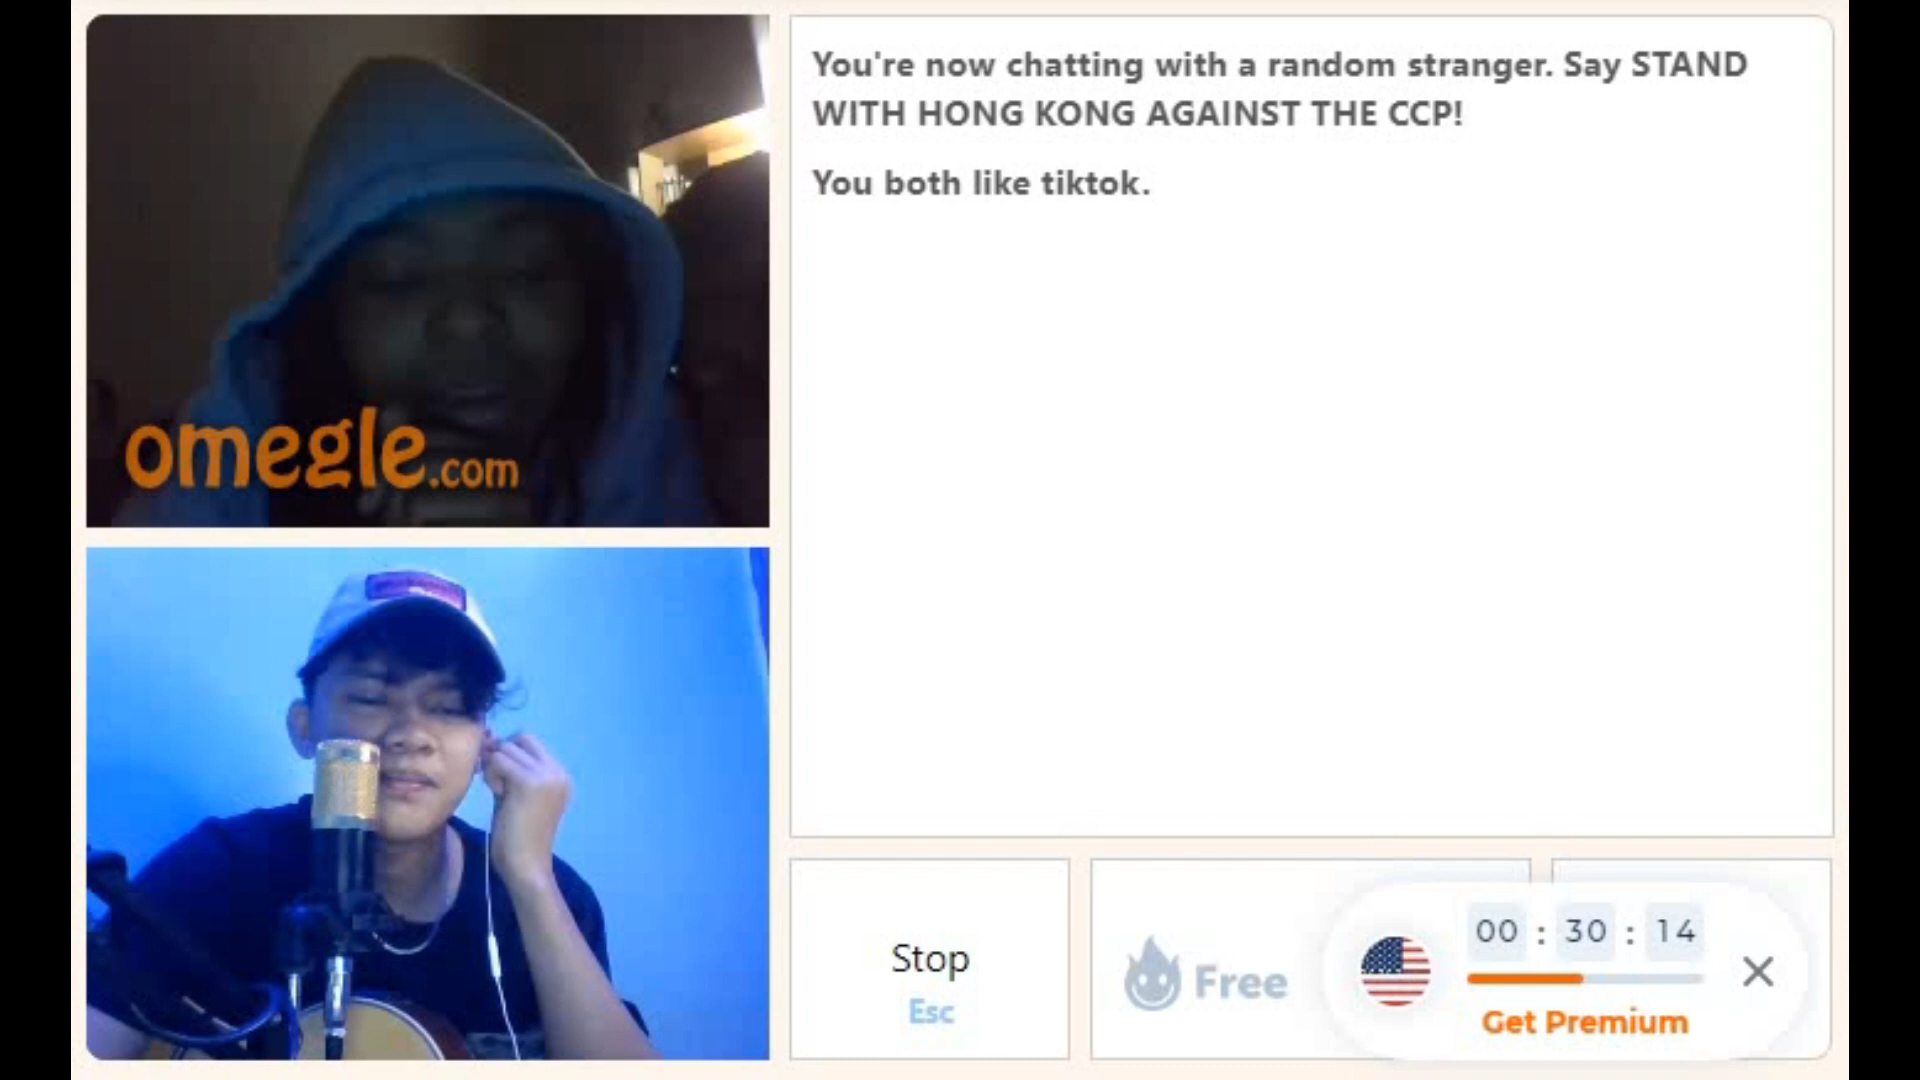 You're now chatting with a random stranger. Say STAND
WITH HONG KONG AGAINST THE CCP!
You both like tiktok.
omegle.com
Stop
Esc
Free
00 : 30 : 14
Get Premium